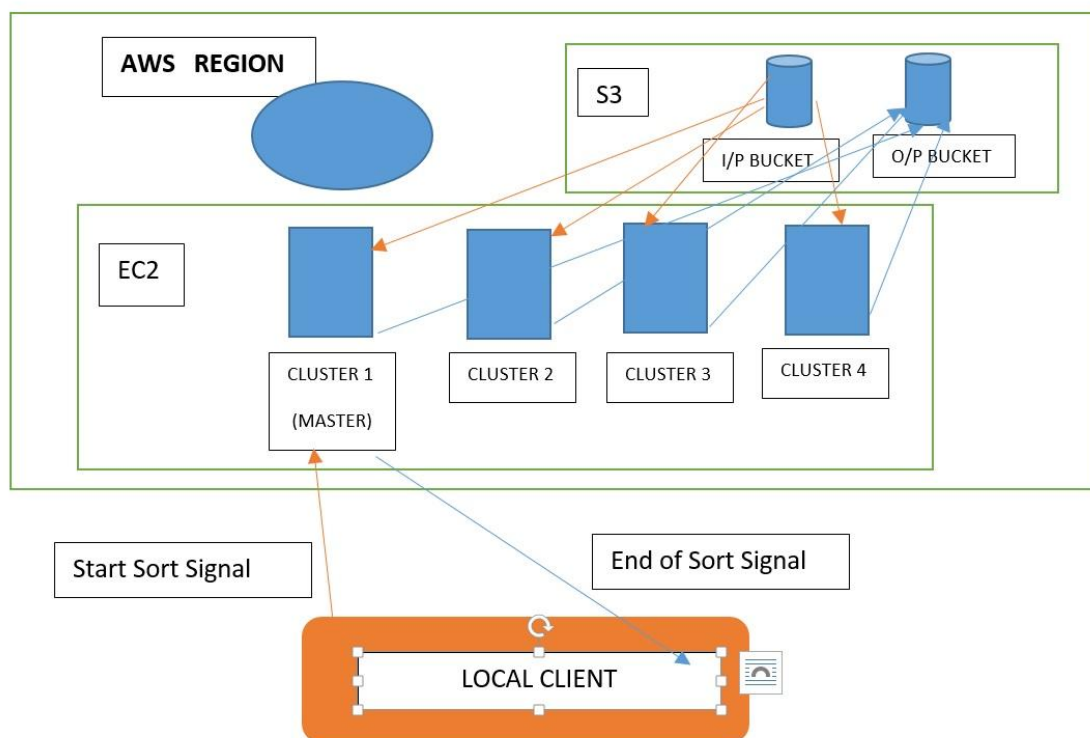 AWS REGION
S3
I/P BUCKET
O/P BUCKET
EC2
CLUSTER 1
(MASTER)
CLUSTER 2
CLUSTER 3
CLUSTER 4
Start Sort Signal
End of Sort Signal
LOCAL CLIENT